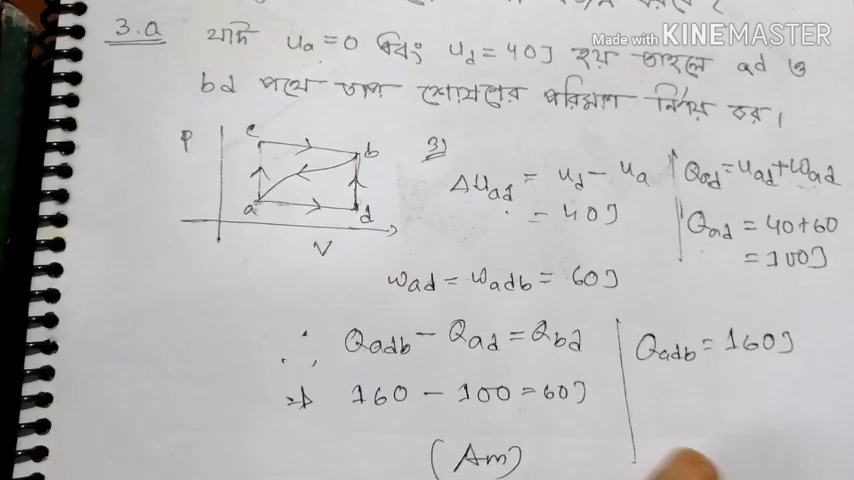 Made with KINEMASTER
3.a যদি Ua = 0 এবং Ud = 40J হয় তাহলে ad ও
bd পথে তাপ শোষণের পরিমাণ নির্ণয় কর।
P c b a d V
3)
ΔUad = Ud - Ua
= 40J
Qad = Uad + Wad
Qad = 40 + 60
= 100J
Wad = Wadb = 60J
∴ Qadb - Qad = Qbd
⇒ 160 - 100 = 60J
Qadb = 160J
(Am)